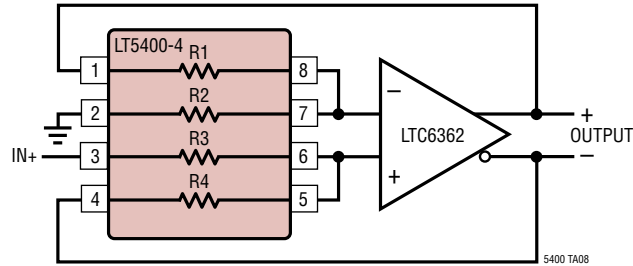 LT5400-4
R1
1
8
R2
2
7
−
LTC6362
+
OUTPUT
−
IN+
R3
3
6
+
R4
4
5
5400 TA08